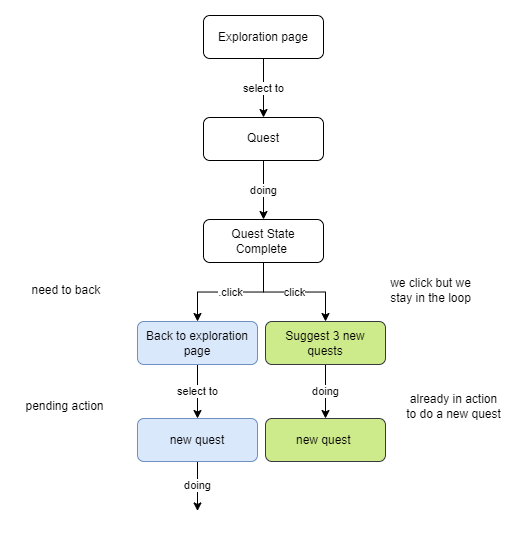 Exploration page
select to
Quest
doing
Quest State
Complete
need to back
.click
click
we click but we
stay in the loop
Back to exploration
page
Suggest 3 new
quests
pending action
select to
doing
already in action
to do a new quest
new quest
new quest
doing